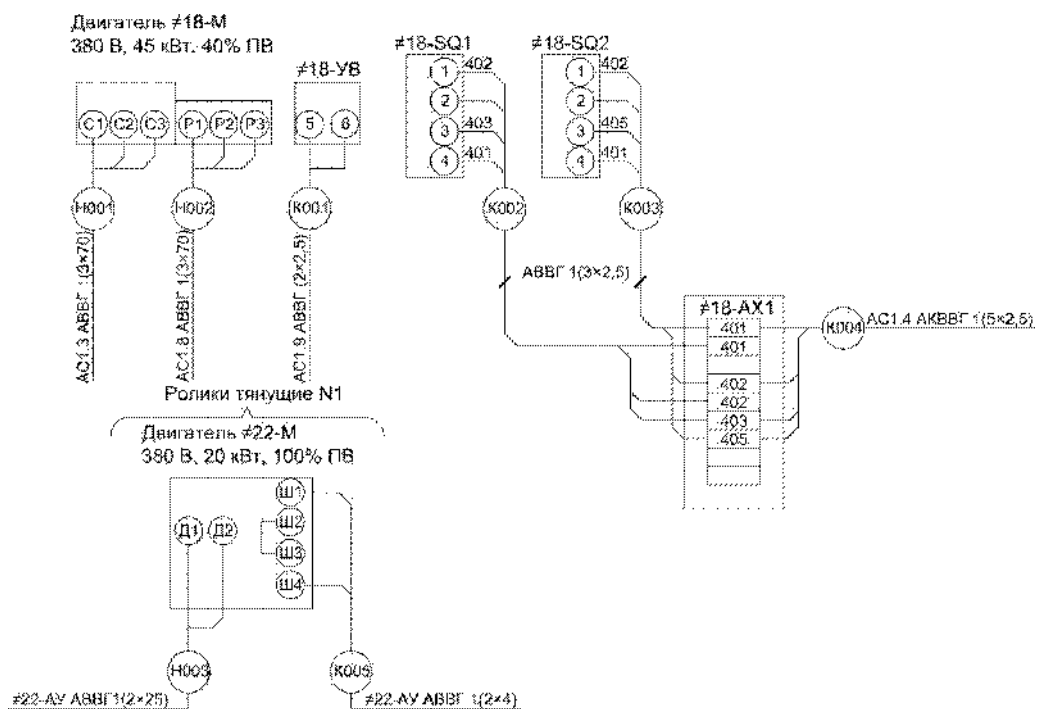 Двигатель ≠18-М
380 В, 45 кВт. 40% ПВ
≠18-УВ
≠18-SQ1
≠18-SQ2
С1 С2 С3 Р1 Р2 Р3
5 6
1 402
2
3 403
4 401
1 402
2
3 405
4 401
Н001
Н002
К001
К002
К003
АС1.3 АВВГ 1(3×70)
АС1.8 АВВГ 1(3×70)
АС1.9 АВВГ (2×2,5)
АВВГ 1(3×2,5)
≠18-АХ1
401
401
402
402
403
405
К004
АС1.4 АКВВГ 1(5×2,5)
Ролики тянущие N1
Двигатель ≠22-М
380 В, 20 кВт, 100% ПВ
Д1 Д2
Ш1
Ш2
Ш3
Ш4
Н003
К005
≠22-АУ АВВГ1(2×25)
≠22-АУ АВВГ 1(2×4)